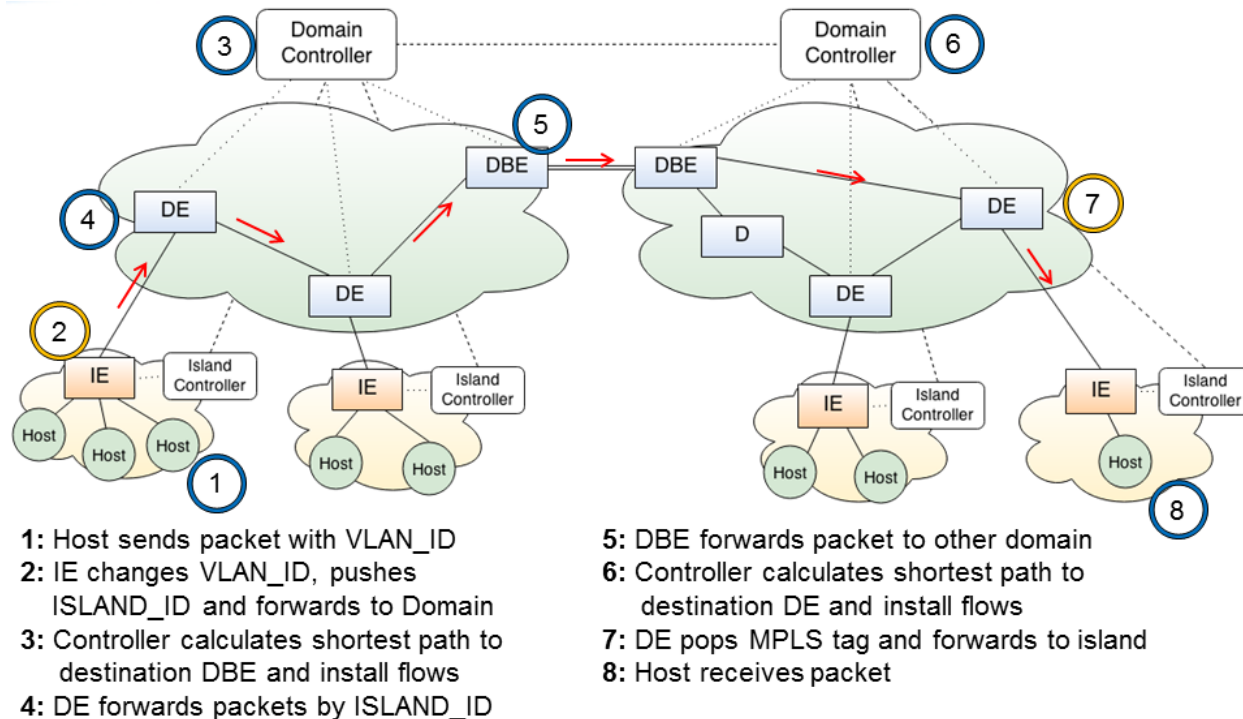 3
Domain
Controller
Domain
Controller
6
5
DBE
DBE
4
DE
DE
7
D
DE
DE
2
IE
Island
Controller
IE
Island
Controller
IE
Island
Controller
IE
Island
Controller
Host
Host
Host
Host
Host
Host
Host
Host
1
8
1: Host sends packet with VLAN_ID
2: IE changes VLAN_ID, pushes
ISLAND_ID and forwards to Domain
3: Controller calculates shortest path to
destination DBE and install flows
4: DE forwards packets by ISLAND_ID
5: DBE forwards packet to other domain
6: Controller calculates shortest path to
destination DE and install flows
7: DE pops MPLS tag and forwards to island
8: Host receives packet